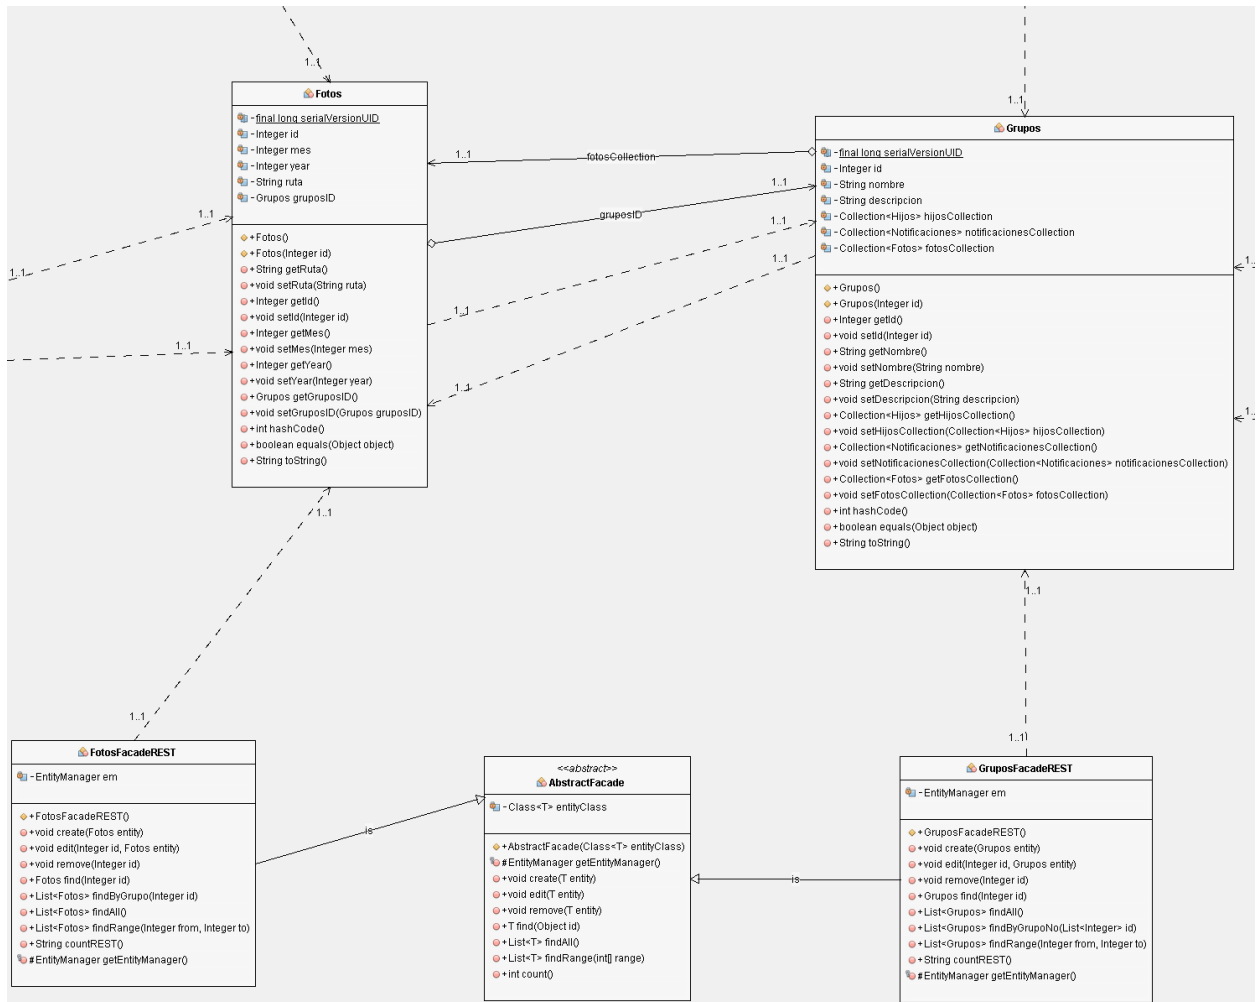 1..1
1..1
Fotos
-final long serialVersionUID
-Integer id
-Integer mes
-Integer year
-String ruta
-Grupos gruposID
+Fotos()
+Fotos(Integer id)
+String getRuta()
+void setRuta(String ruta)
+Integer getId()
+void setId(Integer id)
+Integer getMes()
+void setMes(Integer mes)
+Integer getYear()
+void setYear(Integer year)
+Grupos getGruposID()
+void setGruposID(Grupos gruposID)
+int hashCode()
+boolean equals(Object object)
+String toString()
1..1
1..1
1..1
1..1
fotosCollection
gruposID
1..1
1..1
1..1
1..1
1..1
Grupos
-final long serialVersionUID
-Integer id
-String nombre
-String descripcion
-Collection<Hijos> hijosCollection
-Collection<Notificaciones> notificacionesCollection
-Collection<Fotos> fotosCollection
+Grupos()
+Grupos(Integer id)
+Integer getId()
+void setId(Integer id)
+String getNombre()
+void setNombre(String nombre)
+String getDescripcion()
+void setDescripcion(String descripcion)
+Collection<Hijos> getHijosCollection()
+void setHijosCollection(Collection<Hijos> hijosCollection)
+Collection<Notificaciones> getNotificacionesCollection()
+void setNotificacionesCollection(Collection<Notificaciones> notificacionesCollection)
+Collection<Fotos> getFotosCollection()
+void setFotosCollection(Collection<Fotos> fotosCollection)
+int hashCode()
+boolean equals(Object object)
+String toString()
1..1
1..1
1..1
1..1
FotosFacadeREST
-EntityManager em
+FotosFacadeREST()
+void create(Fotos entity)
+void edit(Integer id, Fotos entity)
+void remove(Integer id)
+Fotos find(Integer id)
+List<Fotos> findByGrupo(Integer id)
+List<Fotos> findAll()
+List<Fotos> findRange(Integer from, Integer to)
+String countREST()
#EntityManager getEntityManager()
is
<<abstract>>
AbstractFacade
-Class<T> entityClass
+AbstractFacade(Class<T> entityClass)
#EntityManager getEntityManager()
+void create(T entity)
+void edit(T entity)
+void remove(T entity)
+T find(Object id)
+List<T> findAll()
+List<T> findRange(int[] range)
+int count()
is
GruposFacadeREST
-EntityManager em
+GruposFacadeREST()
+void create(Grupos entity)
+void edit(Integer id, Grupos entity)
+void remove(Integer id)
+Grupos find(Integer id)
+List<Grupos> findAll()
+List<Grupos> findByGrupoNo(List<Integer> id)
+List<Grupos> findRange(Integer from, Integer to)
+String countREST()
#EntityManager getEntityManager()